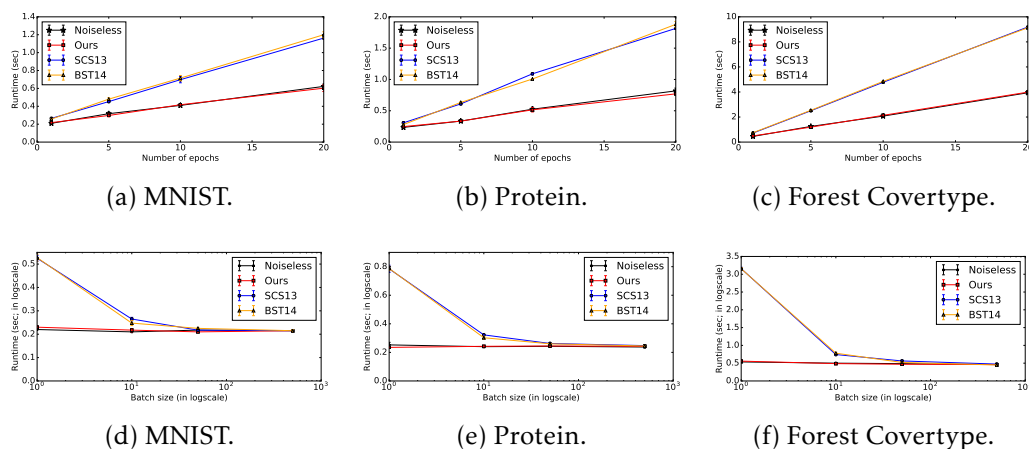 1.4
1.2
1.0
0.8
0.6
0.4
0.2
0.0
Runtime (sec)
Noiseless
Ours
SCS13
BST14
0 5 10 15 20
Number of epochs
(a) MNIST.
2.0
1.5
1.0
0.5
0.0
Runtime (sec)
Noiseless
Ours
SCS13
BST14
0 5 10 15 20
Number of epochs
(b) Protein.
10
8
6
4
2
0
Runtime (sec)
Noiseless
Ours
SCS13
BST14
0 5 10 15 20
Number of epochs
(c) Forest Covertype.
0.5
0.4
0.3
0.2
0.1
0.0
Runtime (sec; in logscale)
Noiseless
Ours
SCS13
BST14
10⁰ 10¹ 10² 10³
Batch size (in logscale)
(d) MNIST.
0.8
0.6
0.4
0.2
0.0
Runtime (sec; in logscale)
Noiseless
Ours
SCS13
BST14
10⁰ 10¹ 10² 10³
Batch size (in logscale)
(e) Protein.
3.5
3.0
2.5
2.0
1.5
1.0
0.5
0.0
Runtime (sec; in logscale)
Noiseless
Ours
SCS13
BST14
10⁰ 10¹ 10² 10
Batch size (in logscale)
(f) Forest Covertype.